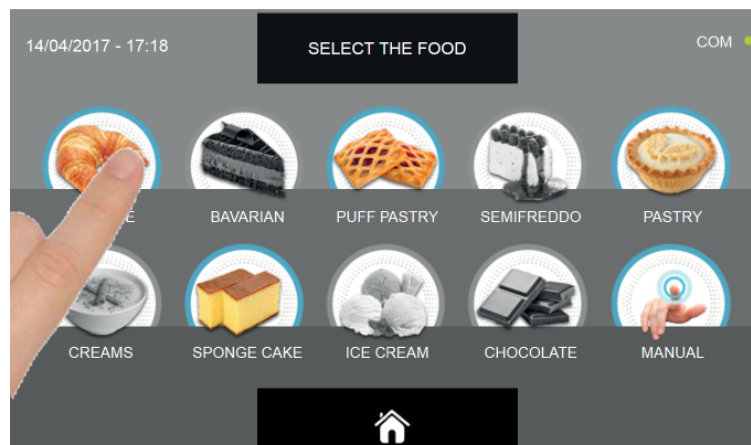 14/04/2017 - 17:18
SELECT THE FOOD
COM
BAVARIAN
PUFF PASTRY
SEMIFREDDO
PASTRY
CREAMS
SPONGE CAKE
ICE CREAM
CHOCOLATE
MANUAL